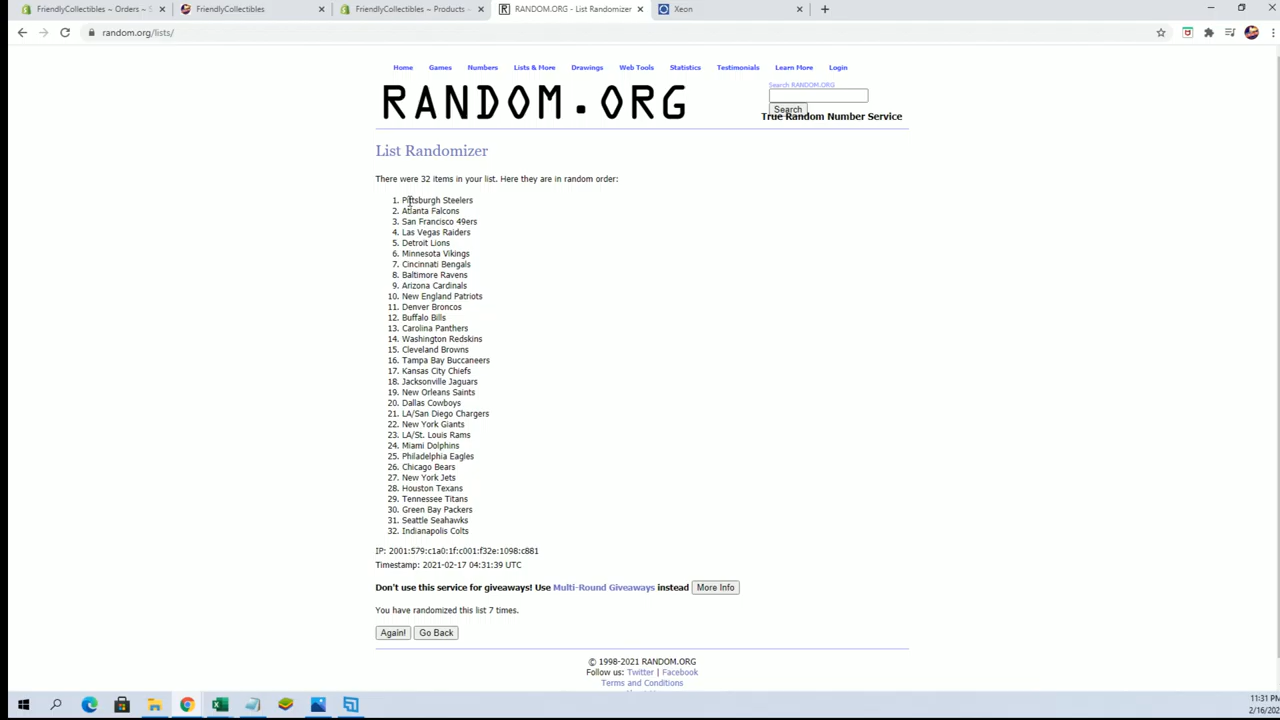 FriendlyCollectibles ~ Orders ~ S
FriendlyCollectibles
FriendlyCollectibles ~ Products ~
RANDOM.ORG - List Randomizer
Xeon
random.org/lists/
Home Games Numbers Lists & More Drawings Web Tools Statistics Testimonials Learn More Login
Search RANDOM.ORG
RANDOM.ORG
Search
True Random Number Service
List Randomizer
There were 32 items in your list. Here they are in random order:
1. Pittsburgh Steelers
2. Atlanta Falcons
3. San Francisco 49ers
4. Las Vegas Raiders
5. Detroit Lions
6. Minnesota Vikings
7. Cincinnati Bengals
8. Baltimore Ravens
9. Arizona Cardinals
10. New England Patriots
11. Denver Broncos
12. Buffalo Bills
13. Carolina Panthers
14. Washington Redskins
15. Cleveland Browns
16. Tampa Bay Buccaneers
17. Kansas City Chiefs
18. Jacksonville Jaguars
19. New Orleans Saints
20. Dallas Cowboys
21. LA/San Diego Chargers
22. New York Giants
23. LA/St. Louis Rams
24. Miami Dolphins
25. Philadelphia Eagles
26. Chicago Bears
27. New York Jets
28. Houston Texans
29. Tennessee Titans
30. Green Bay Packers
31. Seattle Seahawks
32. Indianapolis Colts
IP: 2001:579:c1a0:1f:c001:f32e:1098:c881
Timestamp: 2021-02-17 04:31:39 UTC
Don't use this service for giveaways! Use Multi-Round Giveaways instead More Info
You have randomized this list 7 times.
Again! Go Back
© 1998-2021 RANDOM.ORG
Follow us: Twitter | Facebook
Terms and Conditions
11:31 PM
2/16/202